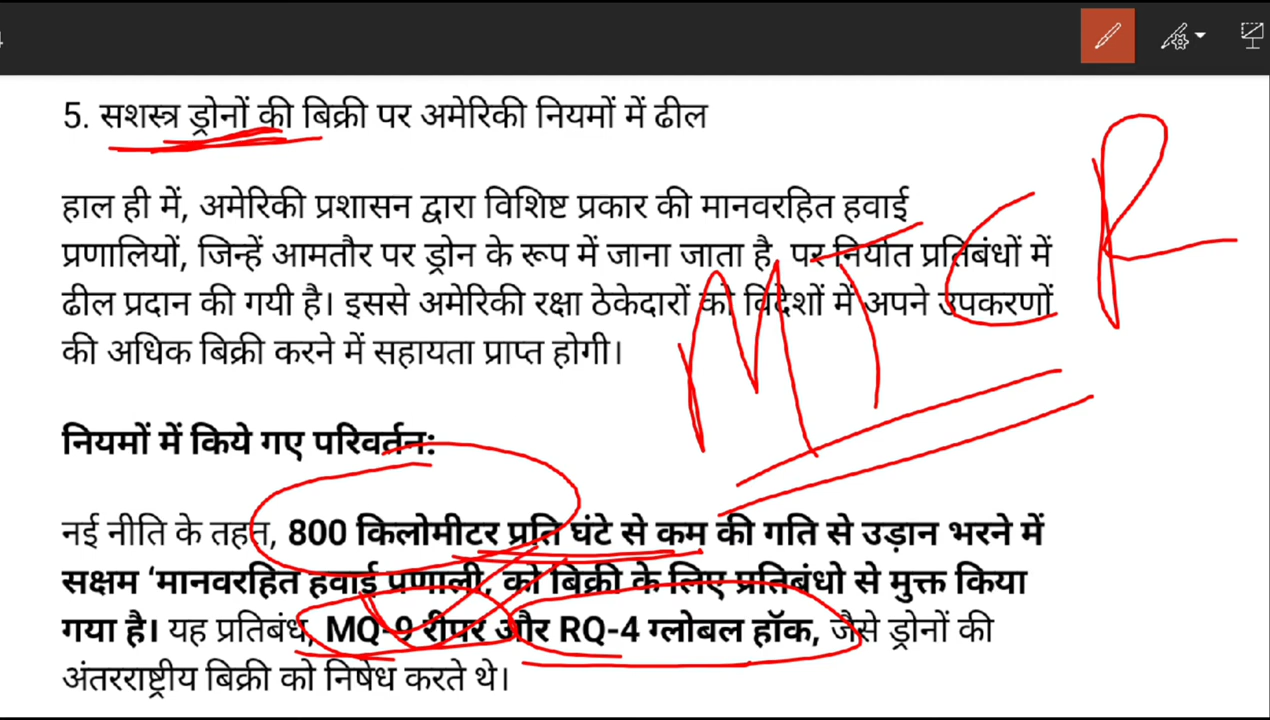 5. सशस्त्र ड्रोनों की बिक्री पर अमेरिकी नियमों में ढील
हाल ही में, अमेरिकी प्रशासन द्वारा विशिष्ट प्रकार की मानवरहित हवाई
प्रणालियों, जिन्हें आमतौर पर ड्रोन के रूप में जाना जाता है, पर निर्यात प्रतिबंधों में
ढील प्रदान की गयी है। इससे अमेरिकी रक्षा ठेकेदारों को विदेशों में अपने उपकरणों
की अधिक बिक्री करने में सहायता प्राप्त होगी।
MTCR
नियमों में किये गए परिवर्तन:
नई नीति के तहत, 800 किलोमीटर प्रति घंटे से कम की गति से उड़ान भरने में
सक्षम ‘मानवरहित हवाई प्रणाली, को बिक्री के लिए प्रतिबंधो से मुक्त किया
गया है। यह प्रतिबंध, MQ-9 रीपर और RQ-4 ग्लोबल हॉक, जैसे ड्रोनों की
अंतरराष्ट्रीय बिक्री को निषेध करते थे।